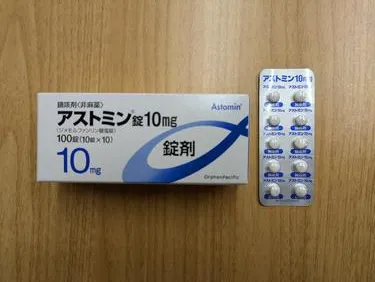 鎮咳剤〈非麻薬〉
アストミン®錠10mg
(ジメモルファンリン酸塩錠)
100錠(10錠×10)
10mg
Astomin®
錠剤
OrphanPacific
アストミン10mg